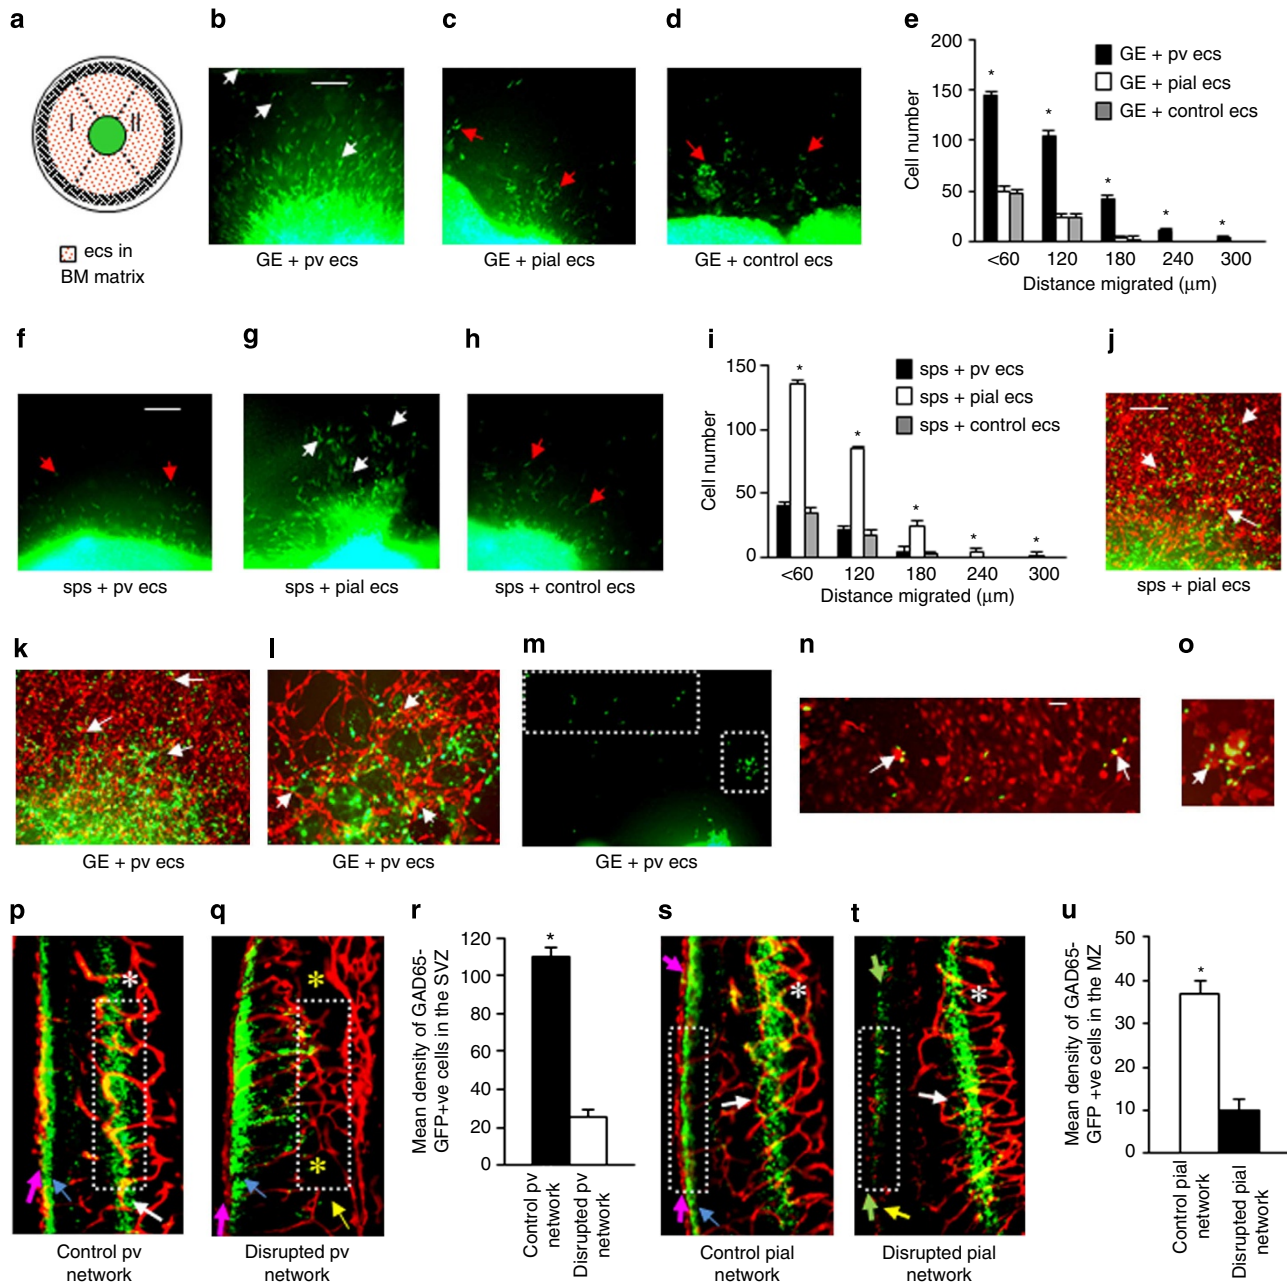 a
b
c
d
e
I
II
ecs in
BM matrix
GE + pv ecs
GE + pial ecs
GE + control ecs
Cell number
200
150
100
50
0
*
*
*
*
*
GE + pv ecs
GE + pial ecs
GE + control ecs
<60 120 180 240 300
Distance migrated (μm)
f
g
h
i
j
sps + pv ecs
sps + pial ecs
sps + control ecs
Cell number
150
100
50
0
*
*
*
*
*
sps + pv ecs
sps + pial ecs
sps + control ecs
<60 120 180 240 300
Distance migrated (μm)
sps + pial ecs
k
l
m
n
o
GE + pv ecs
GE + pv ecs
GE + pv ecs
p
q
r
s
t
u
*
Control pv
network
*
*
Disrupted pv
network
Mean density of GAD65-
GFP+ve cells in the SVZ
120
100
80
60
40
20
0
*
Control pv
network
Disrupted pv
network
*
Control pial
network
*
Disrupted pial
network
Mean density of GAD65-
GFP +ve cells in the MZ
50
40
30
20
10
0
*
Control pial
network
Disrupted pial
network